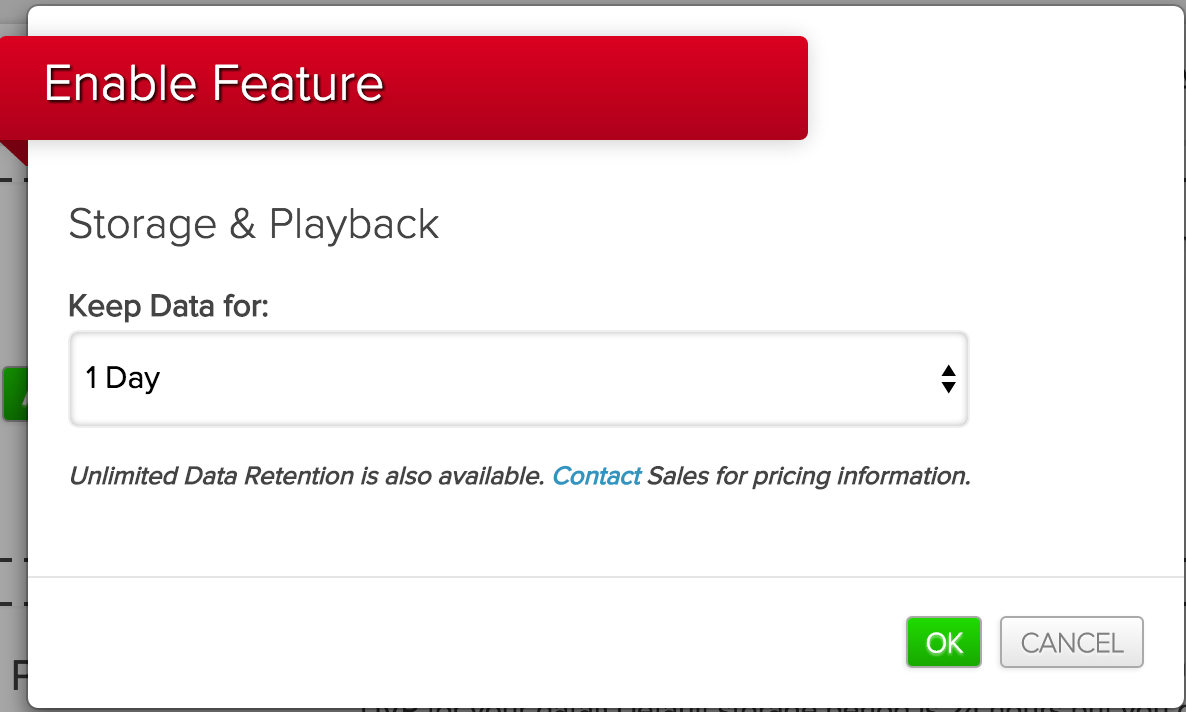 Enable Feature
Storage & Playback
Keep Data for:
1 Day
Unlimited Data Retention is also available. Contact Sales for pricing information.
OK
CANCEL